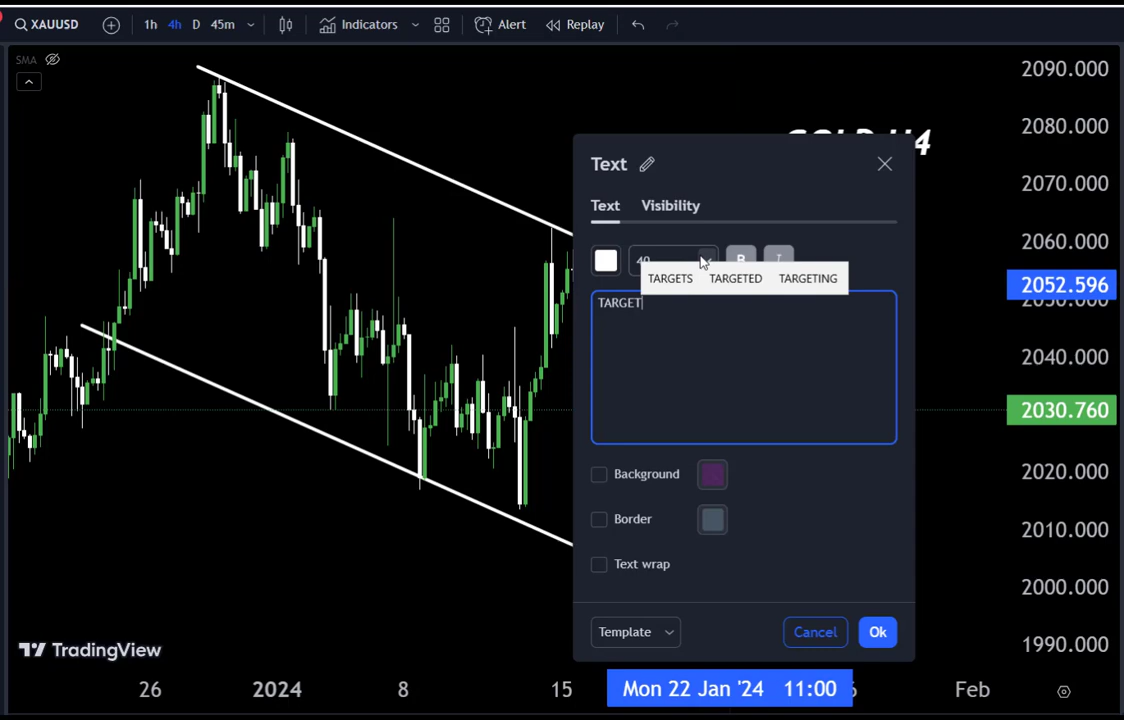 XAUUSD 1h 4h D 45m Indicators Alert Replay
SMA
2090.000
2080.000
2070.000
2060.000
2052.596
2040.000
2030.760
2020.000
2010.000
2000.000
1990.000
Text
Text Visibility
40 B I
TARGETS TARGETED TARGETING
TARGET
Background
Border
Text wrap
Template Cancel Ok
TradingView
26 2024 8 15 Mon 22 Jan '24 11:00 Feb